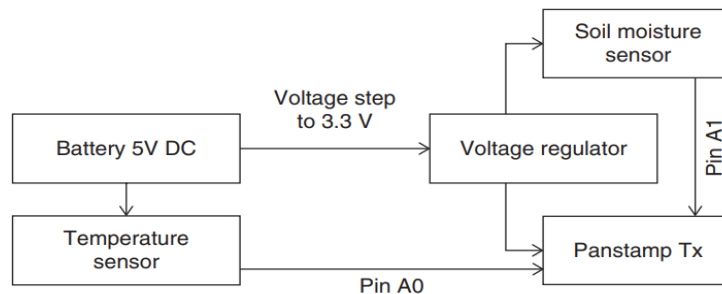 Soil moisture
sensor
Voltage step
to 3.3 V
Battery 5V DC
Voltage regulator
Pin A1
Temperature
sensor
Panstamp Tx
Pin A0